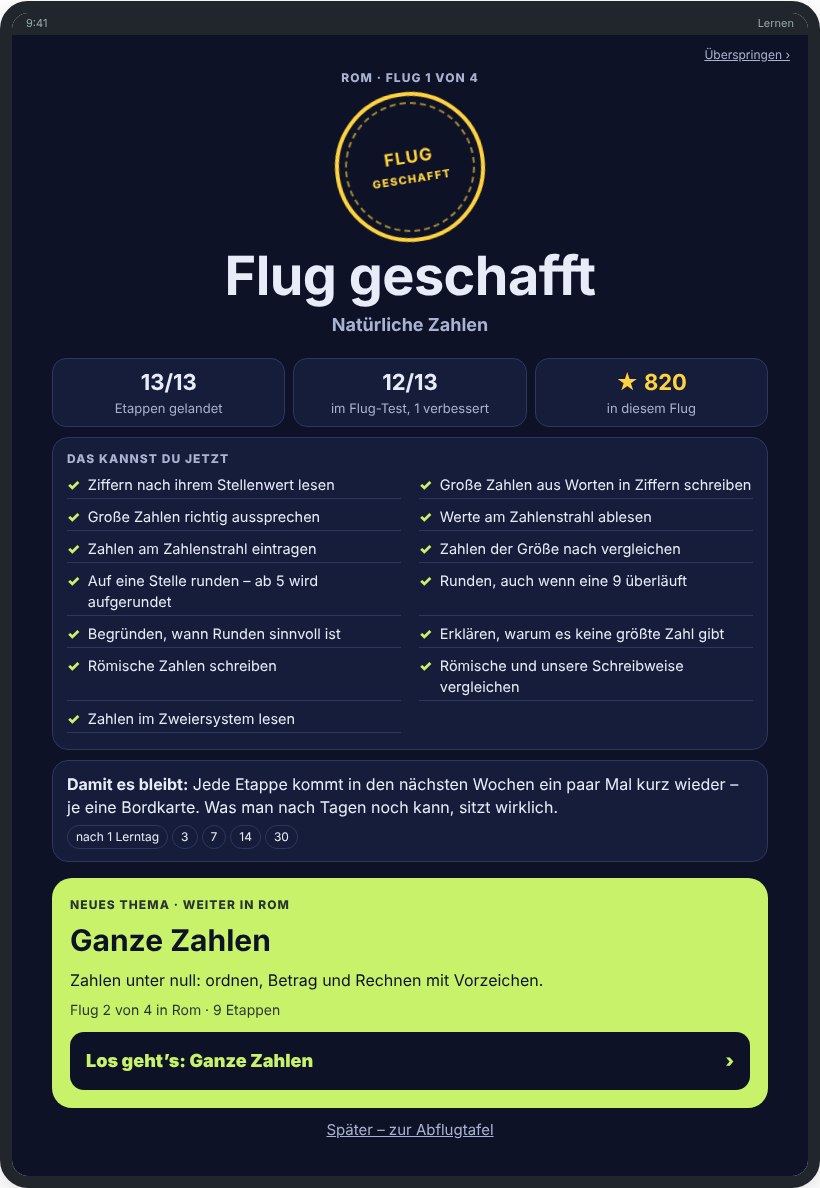 9:41
Lernen
Überspringen ›
ROM · FLUG 1 VON 4
FLUG
GESCHAFFT
Flug geschafft
Natürliche Zahlen
13/13
Etappen gelandet
12/13
im Flug-Test, 1 verbessert
★ 820
in diesem Flug
DAS KANNST DU JETZT
✓ Ziffern nach ihrem Stellenwert lesen
✓ Große Zahlen aus Worten in Ziffern schreiben
✓ Große Zahlen richtig aussprechen
✓ Werte am Zahlenstrahl ablesen
✓ Zahlen am Zahlenstrahl eintragen
✓ Zahlen der Größe nach vergleichen
✓ Auf eine Stelle runden – ab 5 wird
aufgerundet
✓ Runden, auch wenn eine 9 überläuft
✓ Begründen, wann Runden sinnvoll ist
✓ Erklären, warum es keine größte Zahl gibt
✓ Römische Zahlen schreiben
✓ Römische und unsere Schreibweise
vergleichen
✓ Zahlen im Zweiersystem lesen
Damit es bleibt: Jede Etappe kommt in den nächsten Wochen ein paar Mal kurz wieder –
je eine Bordkarte. Was man nach Tagen noch kann, sitzt wirklich.
nach 1 Lerntag 3 7 14 30
NEUES THEMA · WEITER IN ROM
Ganze Zahlen
Zahlen unter null: ordnen, Betrag und Rechnen mit Vorzeichen.
Flug 2 von 4 in Rom · 9 Etappen
Los geht’s: Ganze Zahlen ›
Später – zur Abflugtafel